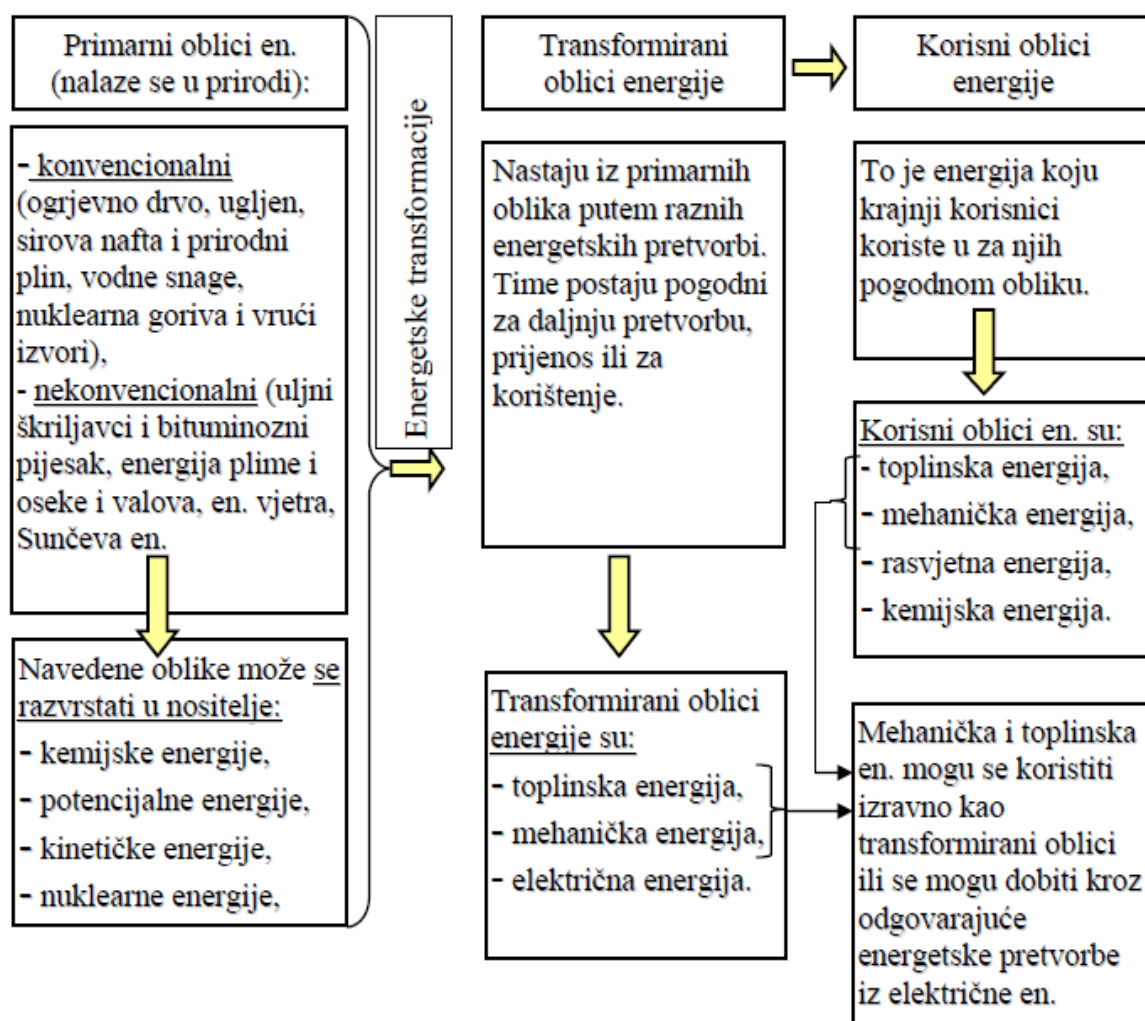 Primarni oblici en.
(nalaze se u prirodi):
- konvencionalni
(ogrjevno drvo, ugljen,
sirova nafta i prirodni
plin, vodne snage,
nuklearna goriva i vrući
izvori),
- nekonvencionalni (uljni
škriljavci i bituminozni
pijesak, energija plime i
oseke i valova, en. vjetra,
Sunčeva en.
Navedene oblike može se
razvrstati u nositelje:
- kemijske energije,
- potencijalne energije,
- kinetičke energije,
- nuklearne energije,
Energetske transformacije
Transformirani
oblici energije
Nastaju iz primarnih
oblika putem raznih
energetskih pretvorbi.
Time postaju pogodni
za daljnju pretvorbu,
prijenos ili za
korištenje.
Transformirani oblici
energije su:
- toplinska energija,
- mehanička energija,
- električna energija.
Korisni oblici
energije
To je energija koju
krajnji korisnici
koriste u za njih
pogodnom obliku.
Korisni oblici en. su:
- toplinska energija,
- mehanička energija,
- rasvjetna energija,
- kemijska energija.
Mehanička i toplinska
en. mogu se koristiti
izravno kao
transformirani oblici
ili se mogu dobiti kroz
odgovarajuće
energetske pretvorbe
iz električne en.